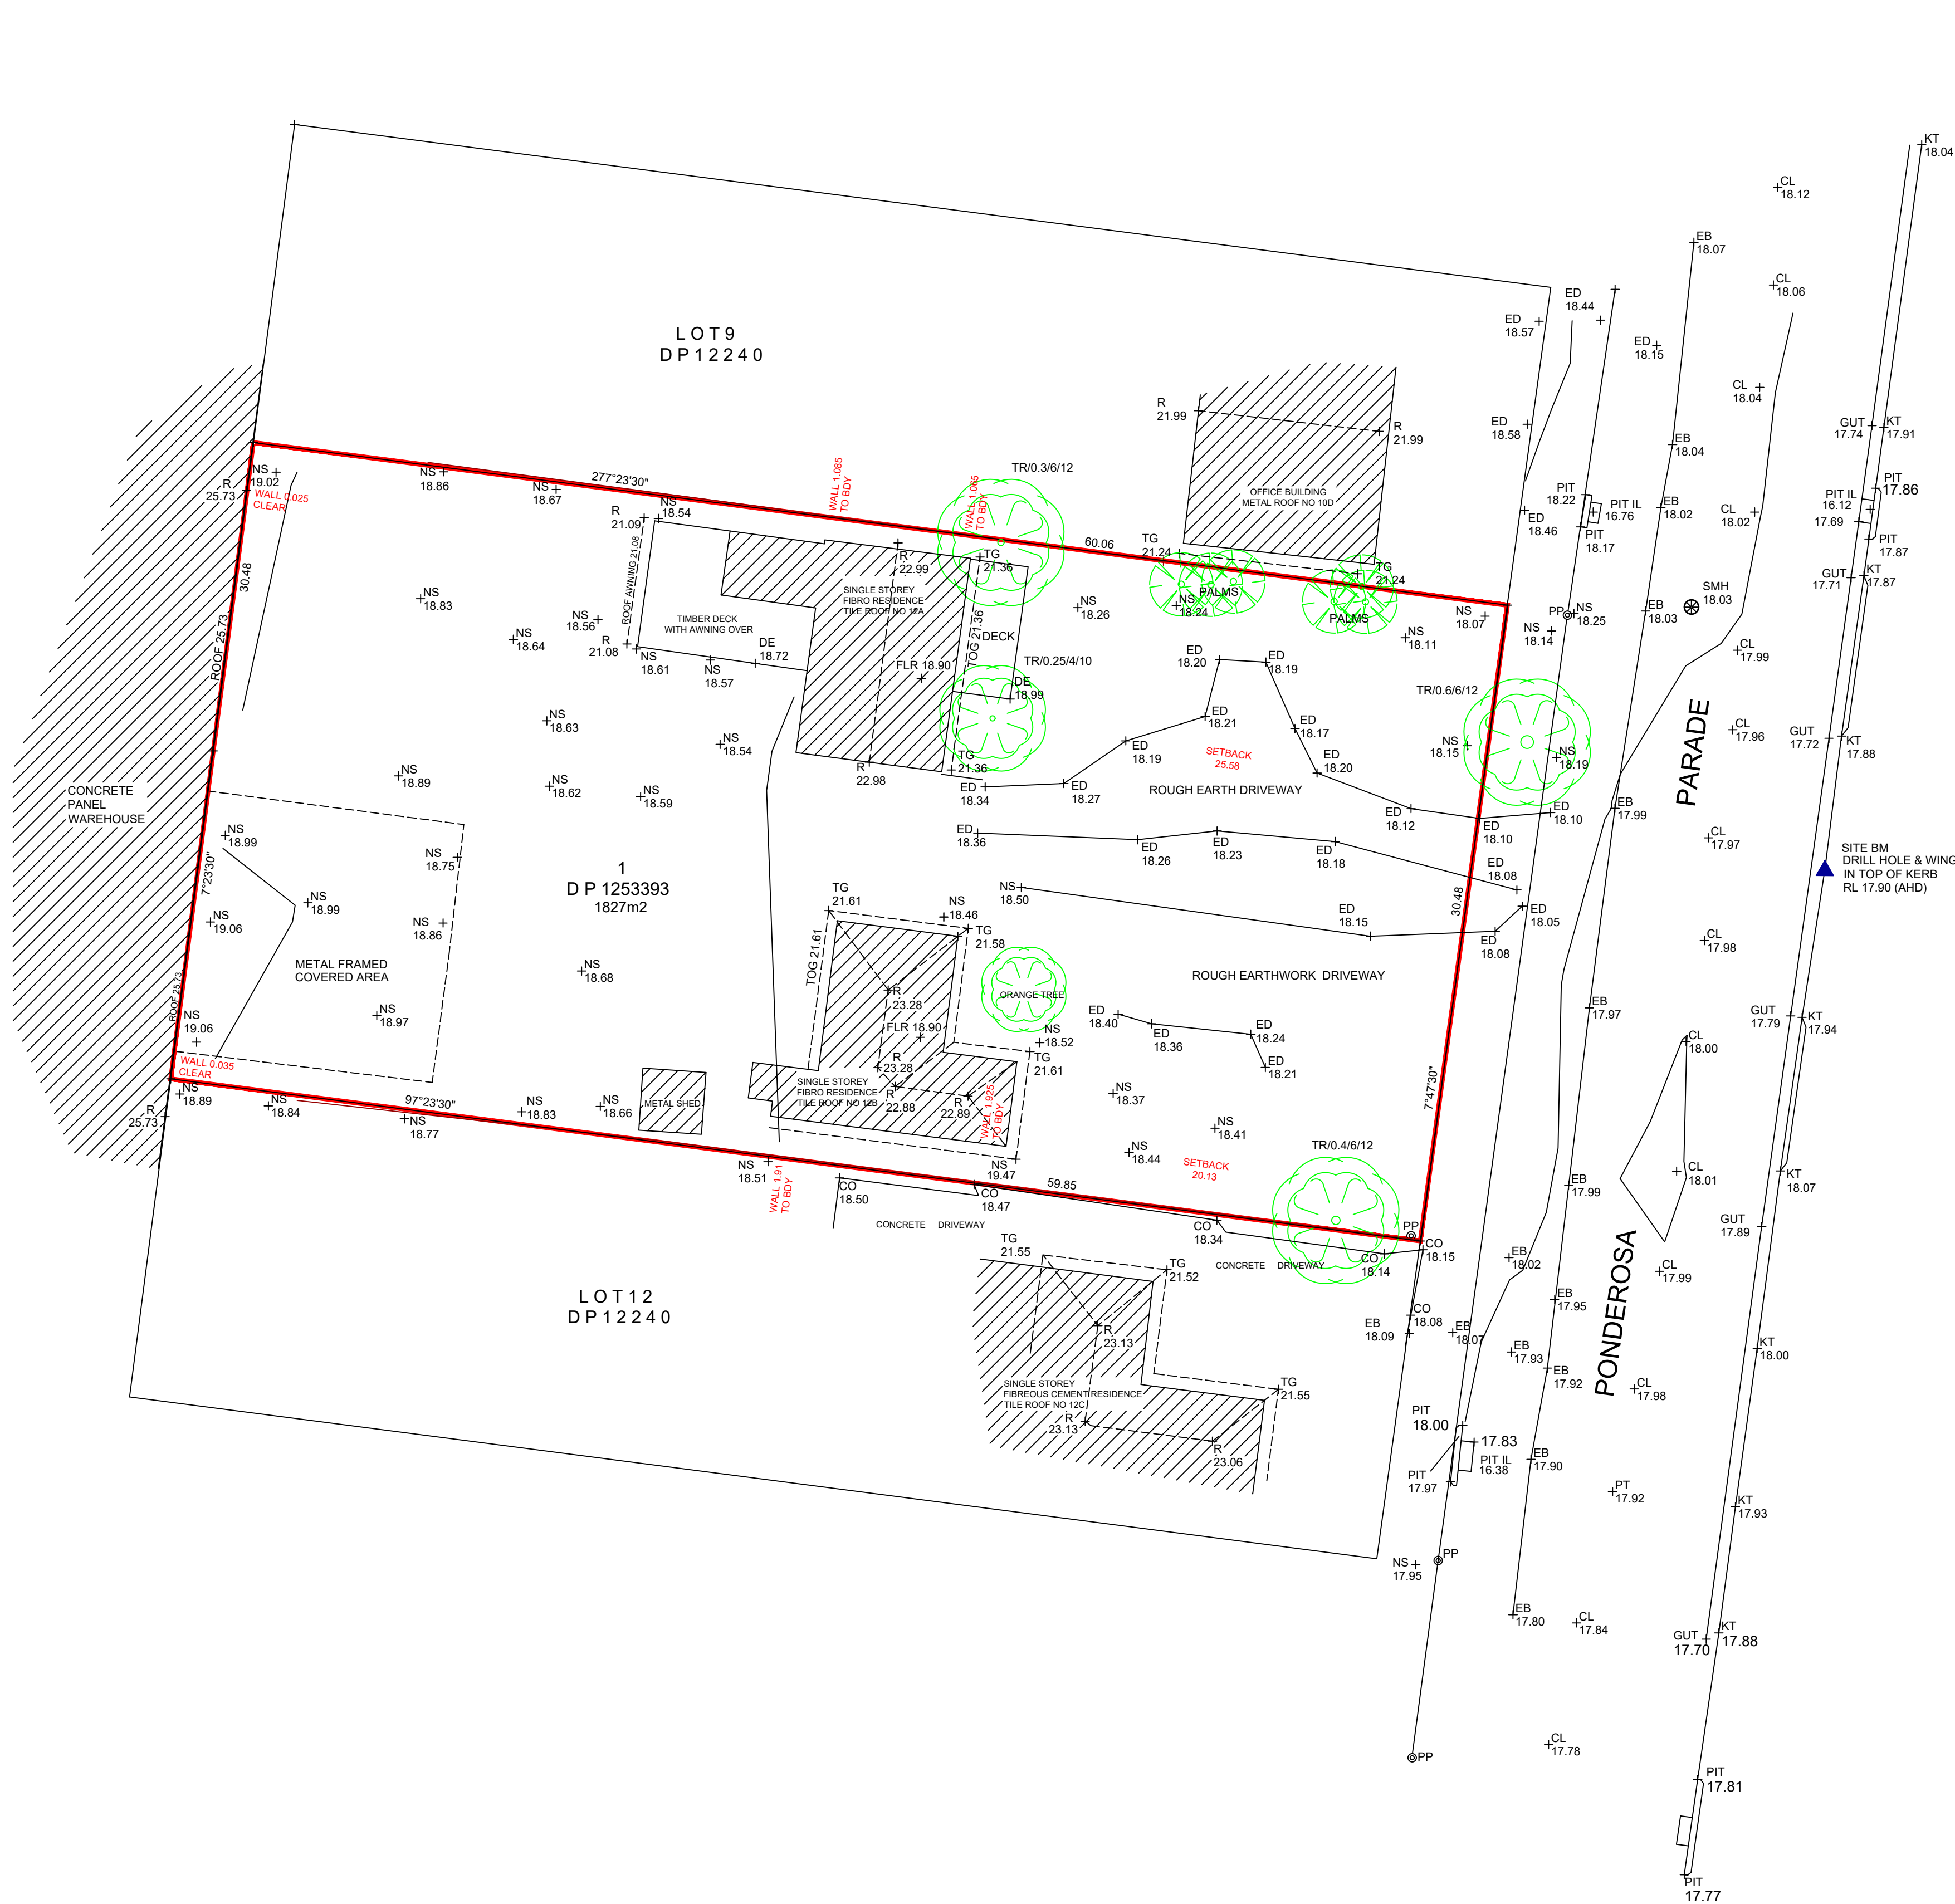 KT
18.04
CL
18.12
EB
18.07
CL
18.06
ED
18.44
ED
18.57
ED
18.15
LOT 9
DP12240
CL
18.04
R
21.99
R
21.99
ED
18.58
GUT
17.74
KT
17.91
EB
18.04
TR/0.3/6/12
NS
19.02
R
25.73
WALL 0.025
CLEAR
NS
18.86
NS
18.67
277°23'30"
NS
18.54
R
21.09
WALL 1.085
TO BDY
WALL 1.055
TO BDY
OFFICE BUILDING
METAL ROOF NO 10D
PIT
18.22
PIT IL
16.76
PIT
18.17
ED
18.46
EB
18.02
CL
18.02
PIT
17.86
PIT IL
16.12
17.69
PIT
17.87
60.06
TG
21.24
TG
21.24
R
22.99
TG
21.36
ROOF AWNING 21.08
30.48
ROOF 25.73
NS
18.83
NS
18.56
NS
18.64
R
21.08
NS
18.61
TIMBER DECK
WITH AWNING OVER
NS
18.57
DE
18.72
SINGLE STOREY
FIBRO RESIDENCE
TILE ROOF NO 12A
FLR 18.90
TOG 21.36
DECK
DE
18.99
TR/0.25/4/10
NS
18.26
NS
18.24
PALMS
PALMS
NS
18.11
NS
18.07
NS
18.14
PP
NS
18.25
EB
18.03
SMH
18.03
GUT
17.71
KT
17.87
CL
17.99
ED
18.20
ED
18.19
ED
18.21
ED
18.17
ED
18.19
ED
18.20
SETBACK
25.58
TR/0.6/6/12
NS
18.15
NS
18.19
PARADE
CL
17.96
GUT
17.72
KT
17.88
NS
18.63
NS
18.54
NS
18.89
NS
18.62
NS
18.59
R
22.98
TG
21.36
ED
18.34
ED
18.27
ROUGH EARTH DRIVEWAY
ED
18.12
ED
18.10
ED
18.10
EB
17.99
CONCRETE
PANEL
WAREHOUSE
NS
18.99
NS
18.75
ED
18.36
ED
18.26
ED
18.23
ED
18.18
ED
18.08
CL
17.97
SITE BM
DRILL HOLE & WING
IN TOP OF KERB
RL 17.90 (AHD)
7°23'30"
1
DP 1253393
1827m2
NS
18.99
NS
19.06
NS
18.86
TG
21.61
NS
18.46
TG
21.58
NS
18.50
ED
18.15
30.48
ED
18.05
ED
18.08
CL
17.98
METAL FRAMED
COVERED AREA
NS
18.68
TOG 21.61
R
23.28
ORANGE TREE
ROUGH EARTHWORK DRIVEWAY
ROOF 25.73
NS
19.06
NS
18.97
FLR 18.90
NS
18.52
TG
21.61
ED
18.40
ED
18.36
ED
18.24
ED
18.21
EB
17.97
GUT
17.79
KT
17.94
CL
18.00
WALL 0.035
CLEAR
NS
18.89
R
25.73
NS
18.84
97°23'30"
NS
18.77
NS
18.83
NS
18.66
METAL SHED
R
23.28
SINGLE STOREY
FIBRO RESIDENCE
TILE ROOF NO 12B
R
22.88
R
22.89
WALL 1.925
TO BDY
NS
18.37
7°47'30"
NS
18.41
NS
18.44
SETBACK
20.13
TR/0.4/6/12
NS
18.51
WALL 1.91
TO BDY
NS
19.47
CO
18.50
CO
18.47
59.85
CO
18.34
CONCRETE DRIVEWAY
PP
CO
18.15
CO
18.14
CONCRETE DRIVEWAY
EB
17.99
CL
18.01
KT
18.07
GUT
17.89
EB
18.02
CL
17.99
PONDEROSA
LOT 12
DP12240
TG
21.55
TG
21.52
R
23.13
CO
18.08
EB
18.09
EB
18.07
EB
17.95
EB
17.93
EB
17.92
KT
18.00
CL
17.98
SINGLE STOREY
FIBREOUS CEMENT RESIDENCE
TILE ROOF NO 12C
TG
21.55
R
23.13
R
23.06
PIT
18.00
17.83
PIT IL
16.38
PIT
17.97
EB
17.90
PT
17.92
KT
17.93
NS
17.95
PP
EB
17.80
CL
17.84
GUT
17.70
KT
17.88
PP
CL
17.78
PIT
17.81
PIT
17.77